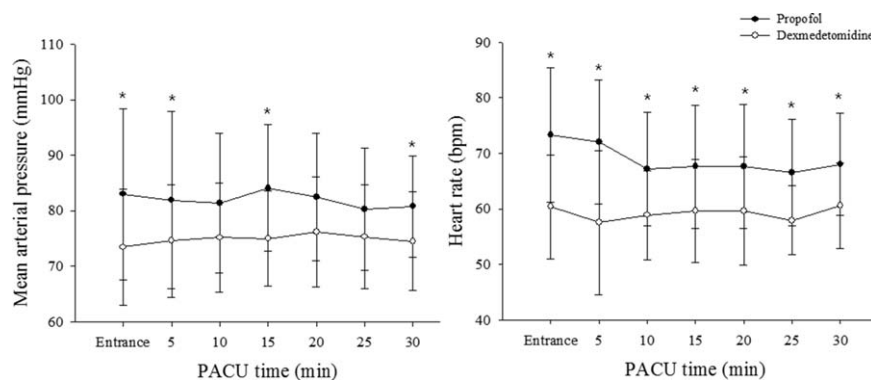 Propofol
Dexmedetomidine
110
100
90
80
70
60
Mean arterial pressure (mmHg)
* * * *
Entrance 5 10 15 20 25 30
PACU time (min)
90
80
70
60
50
40
Heart rate (bpm)
* * * * * * *
Entrance 5 10 15 20 25 30
PACU time (min)